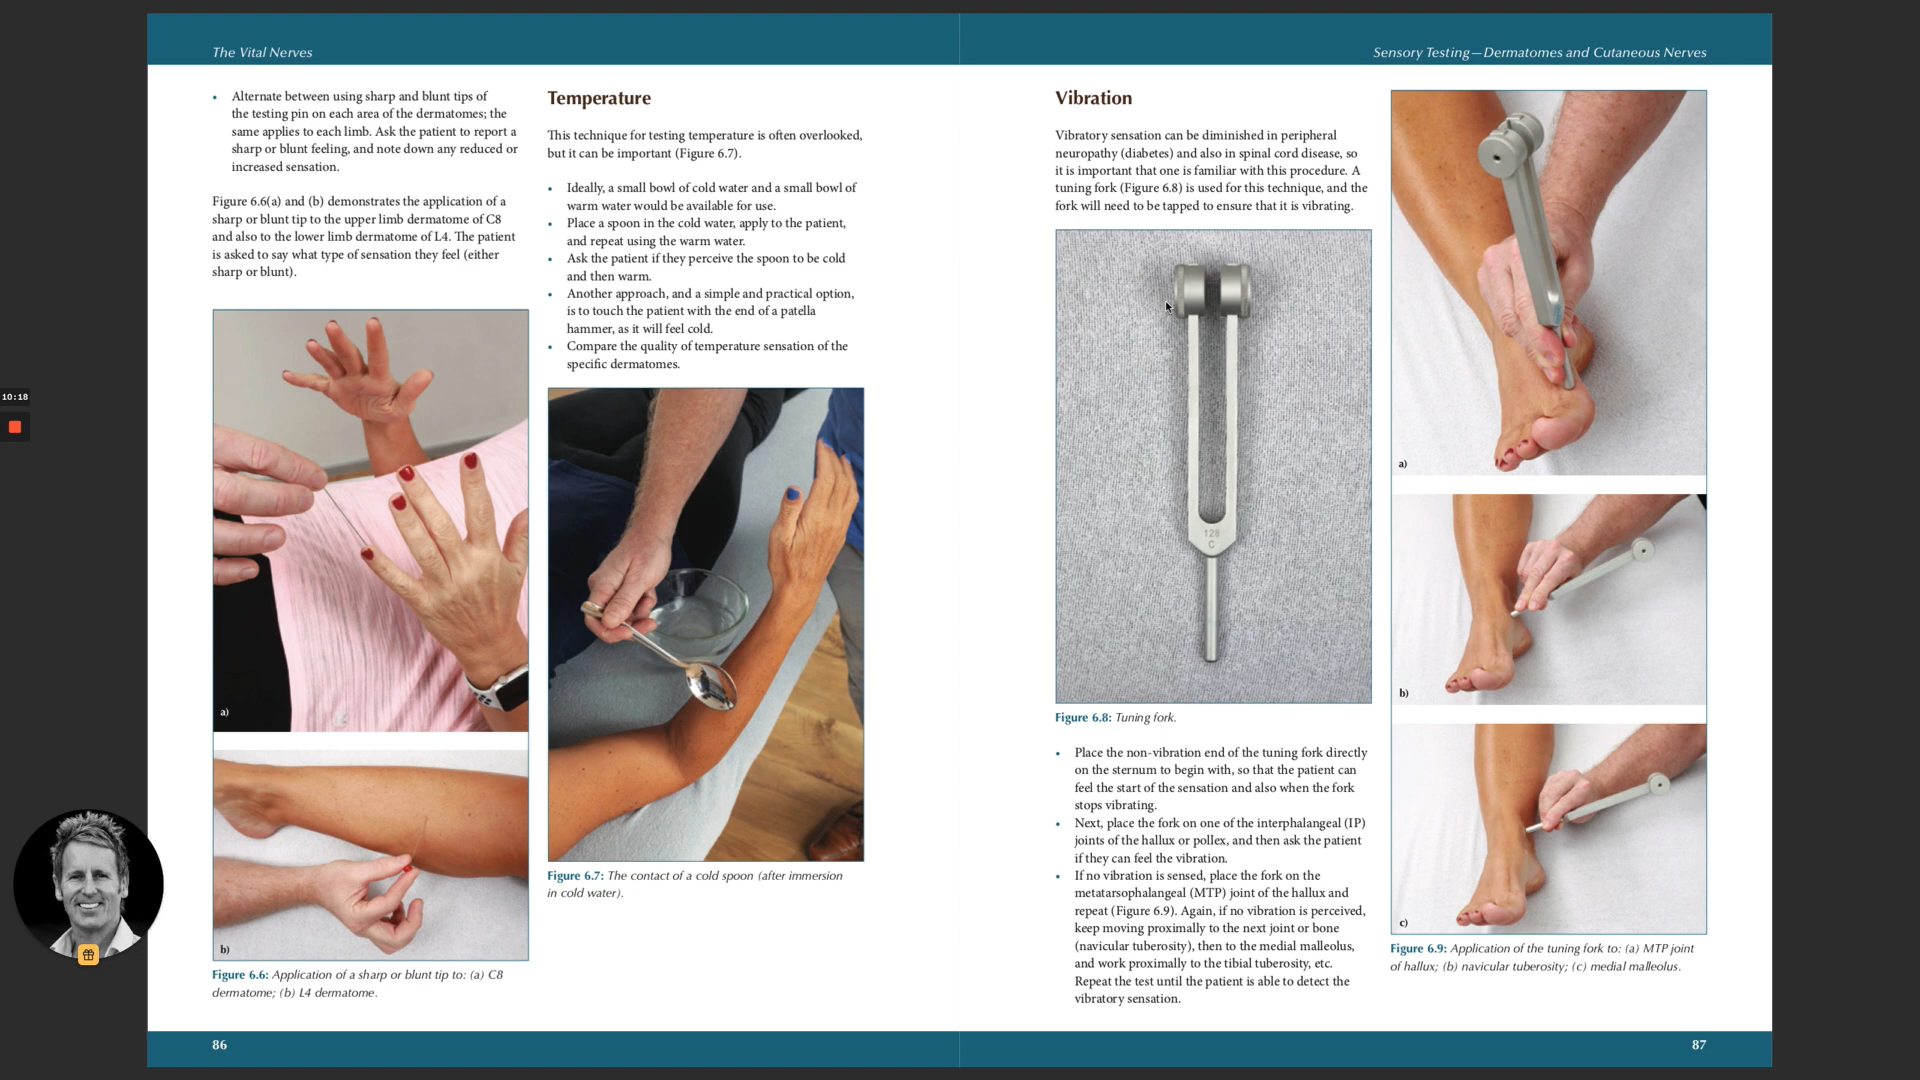 The Vital Nerves
Sensory Testing—Dermatomes and Cutaneous Nerves
• Alternate between using sharp and blunt tips of
the testing pin on each area of the dermatomes; the
same applies to each limb. Ask the patient to report a
sharp or blunt feeling, and note down any reduced or
increased sensation.
Figure 6.6(a) and (b) demonstrates the application of a
sharp or blunt tip to the upper limb dermatome of C8
and also to the lower limb dermatome of L4. The patient
is asked to say what type of sensation they feel (either
sharp or blunt).
a)
b)
Figure 6.6: Application of a sharp or blunt tip to: (a) C8
dermatome; (b) L4 dermatome.
Temperature
This technique for testing temperature is often overlooked,
but it can be important (Figure 6.7).
• Ideally, a small bowl of cold water and a small bowl of
warm water would be available for use.
• Place a spoon in the cold water, apply to the patient,
and repeat using the warm water.
• Ask the patient if they perceive the spoon to be cold
and then warm.
• Another approach, and a simple and practical option,
is to touch the patient with the end of a patella
hammer, as it will feel cold.
• Compare the quality of temperature sensation of the
specific dermatomes.
Figure 6.7: The contact of a cold spoon (after immersion
in cold water).
Vibration
Vibratory sensation can be diminished in peripheral
neuropathy (diabetes) and also in spinal cord disease, so
it is important that one is familiar with this procedure. A
tuning fork (Figure 6.8) is used for this technique, and the
fork will need to be tapped to ensure that it is vibrating.
128
C
Figure 6.8: Tuning fork.
• Place the non-vibration end of the tuning fork directly
on the sternum to begin with, so that the patient can
feel the start of the sensation and also when the fork
stops vibrating.
• Next, place the fork on one of the interphalangeal (IP)
joints of the hallux or pollex, and then ask the patient
if they can feel the vibration.
• If no vibration is sensed, place the fork on the
metatarsophalangeal (MTP) joint of the hallux and
repeat (Figure 6.9). Again, if no vibration is perceived,
keep moving proximally to the next joint or bone
(navicular tuberosity), then to the medial malleolus,
and work proximally to the tibial tuberosity, etc.
Repeat the test until the patient is able to detect the
vibratory sensation.
a)
b)
c)
Figure 6.9: Application of the tuning fork to: (a) MTP joint
of hallux; (b) navicular tuberosity; (c) medial malleolus.
86
87
10:18